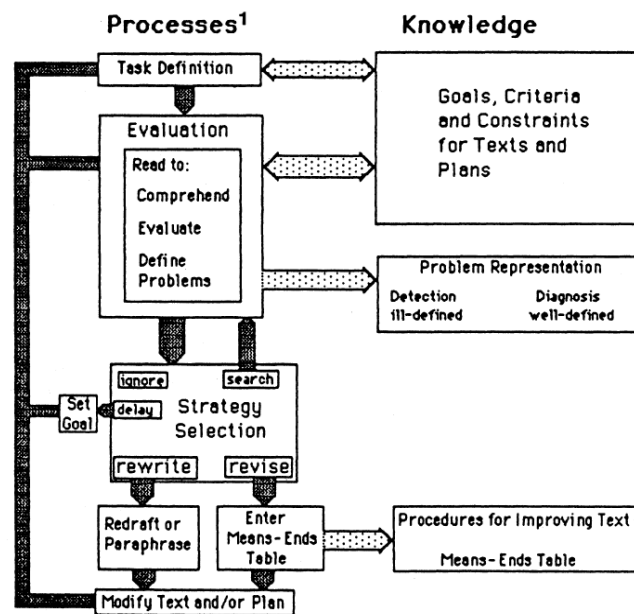 Processes¹
Knowledge
Task Definition
Goals, Criteria
and Constraints
for Texts and
Plans
Evaluation
Read to:
Comprehend
Evaluate
Define
Problems
Problem Representation
Detection
ill-defined
Diagnosis
well-defined
ignore
search
delay
Set
Goal
Strategy
Selection
rewrite
revise
Redraft or
Paraphrase
Enter
Means-Ends
Table
Procedures for Improving Text
Means-Ends Table
Modify Text and/or Plan